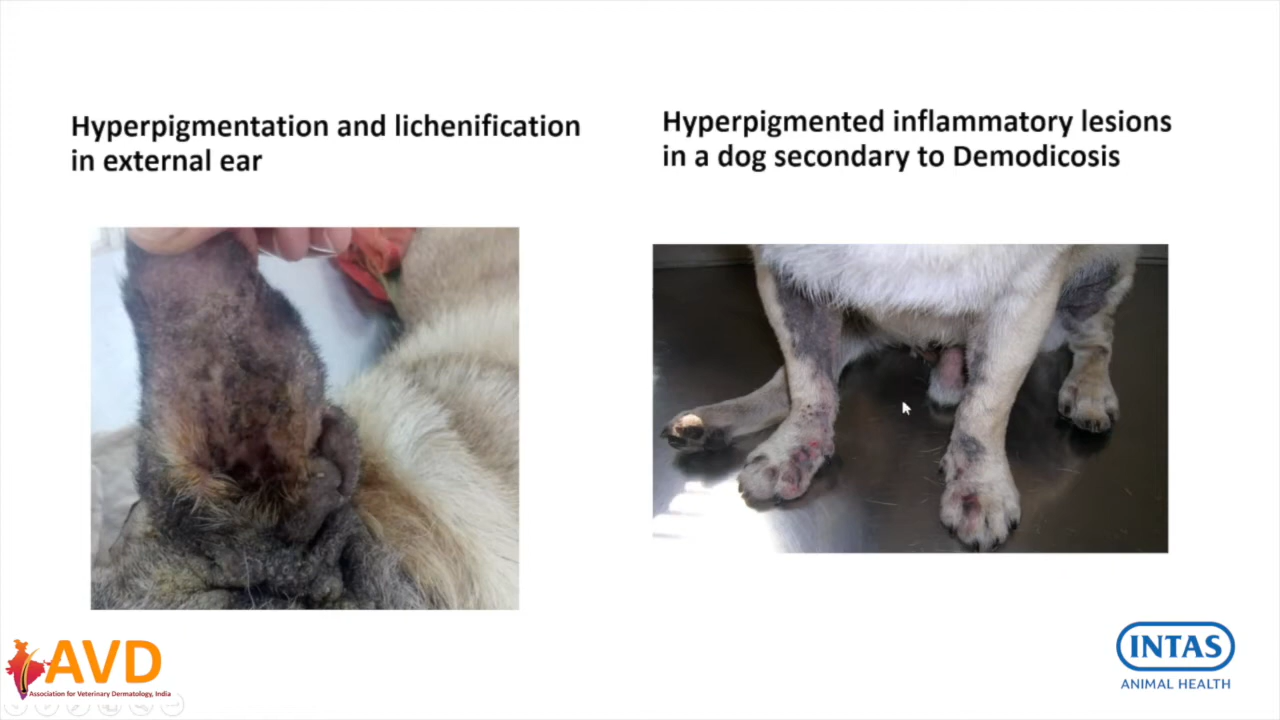 Hyperpigmentation and lichenification
in external ear
Hyperpigmented inflammatory lesions
in a dog secondary to Demodicosis
AVD
Association for Veterinary Dermatology, India
INTAS
ANIMAL HEALTH